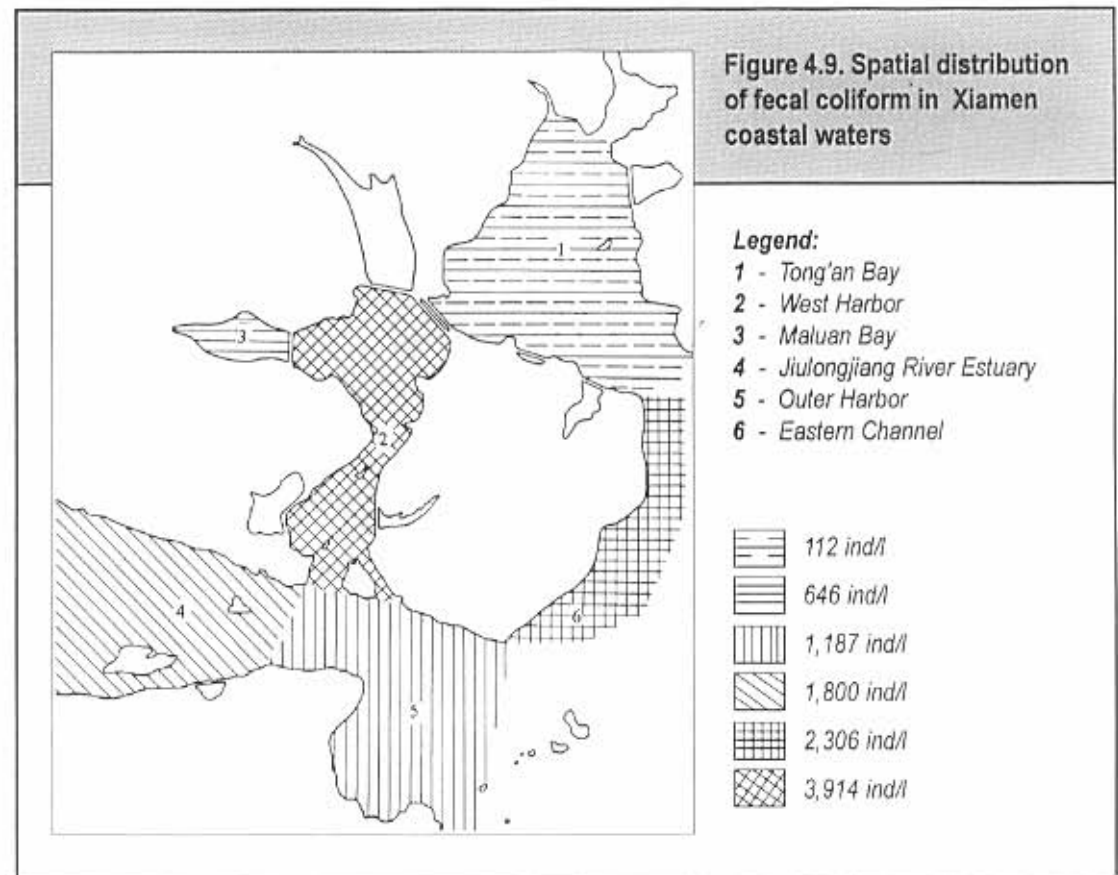 Figure 4.9. Spatial distribution
of fecal coliform in Xiamen
coastal waters
Legend:
1 - Tong'an Bay
2 - West Harbor
3 - Maluan Bay
4 - Jiulongjiang River Estuary
5 - Outer Harbor
6 - Eastern Channel
112 ind/l
646 ind/l
1,187 ind/l
1,800 ind/l
2,306 ind/l
3,914 ind/l
1
3
2
4
6
5